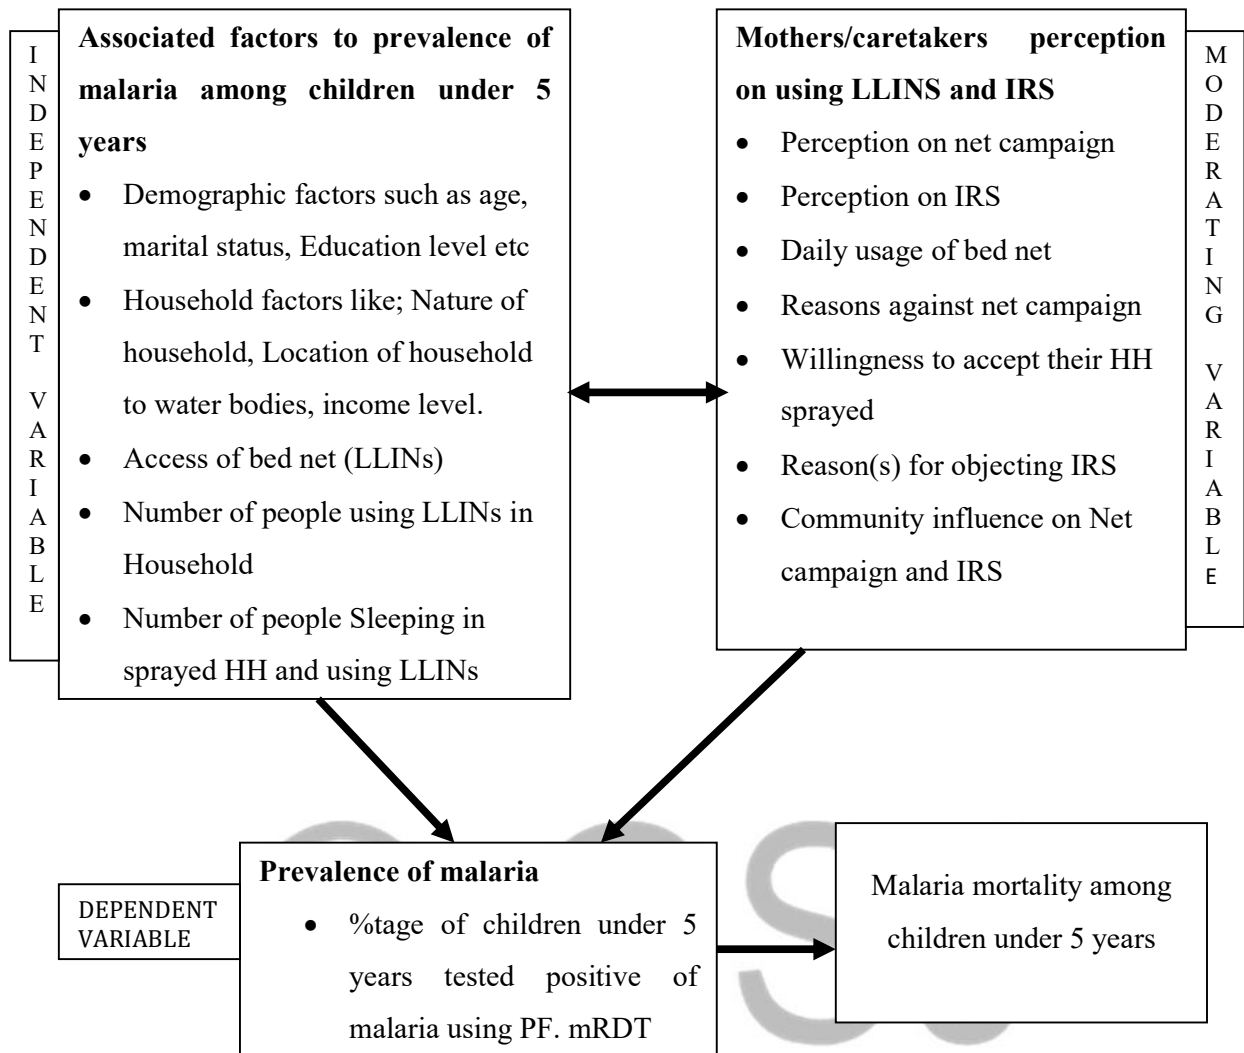 INDEPENDENT VARIABLE
Associated factors to prevalence of
malaria among children under 5
years
• Demographic factors such as age,
marital status, Education level etc
• Household factors like; Nature of
household, Location of household
to water bodies, income level.
• Access of bed net (LLINs)
• Number of people using LLINs in
Household
• Number of people Sleeping in
sprayed HH and using LLINs
Mothers/caretakers perception
on using LLINS and IRS
• Perception on net campaign
• Perception on IRS
• Daily usage of bed net
• Reasons against net campaign
• Willingness to accept their HH
sprayed
• Reason(s) for objecting IRS
• Community influence on Net
campaign and IRS
MODERATING VARIABLE
DEPENDENT
VARIABLE
Prevalence of malaria
• %tage of children under 5
years tested positive of
malaria using PF. mRDT
Malaria mortality among
children under 5 years